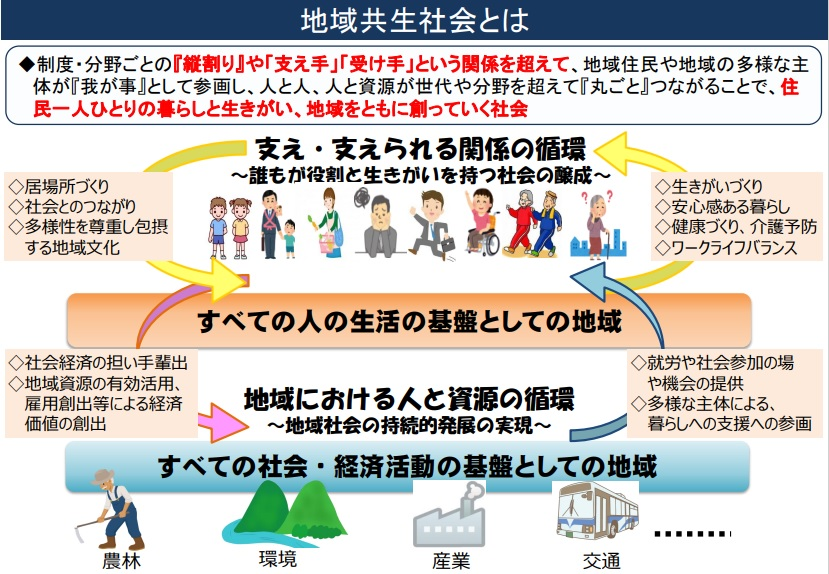 地域共生社会とは
◆制度・分野ごとの『縦割り』や「支え手」「受け手」という関係を超えて、地域住民や地域の多様な主
体が『我が事』として参画し、人と人、人と資源が世代や分野を超えて『丸ごと』つながることで、住
民一人ひとりの暮らしと生きがい、地域をともに創っていく社会
支え・支えられる関係の循環
～誰もが役割と生きがいを持つ社会の醸成～
◇居場所づくり
◇社会とのつながり
◇多様性を尊重し包摂
する地域文化
◇生きがいづくり
◇安心感ある暮らし
◇健康づくり、介護予防
◇ワークライフバランス
? ?
すべての人の生活の基盤としての地域
◇社会経済の担い手輩出
◇地域資源の有効活用、
雇用創出等による経済
価値の創出
地域における人と資源の循環
～地域社会の持続的発展の実現～
◇就労や社会参加の場
や機会の提供
◇多様な主体による、
暮らしへの支援への参画
すべての社会・経済活動の基盤としての地域
農林
環境
産業
交通